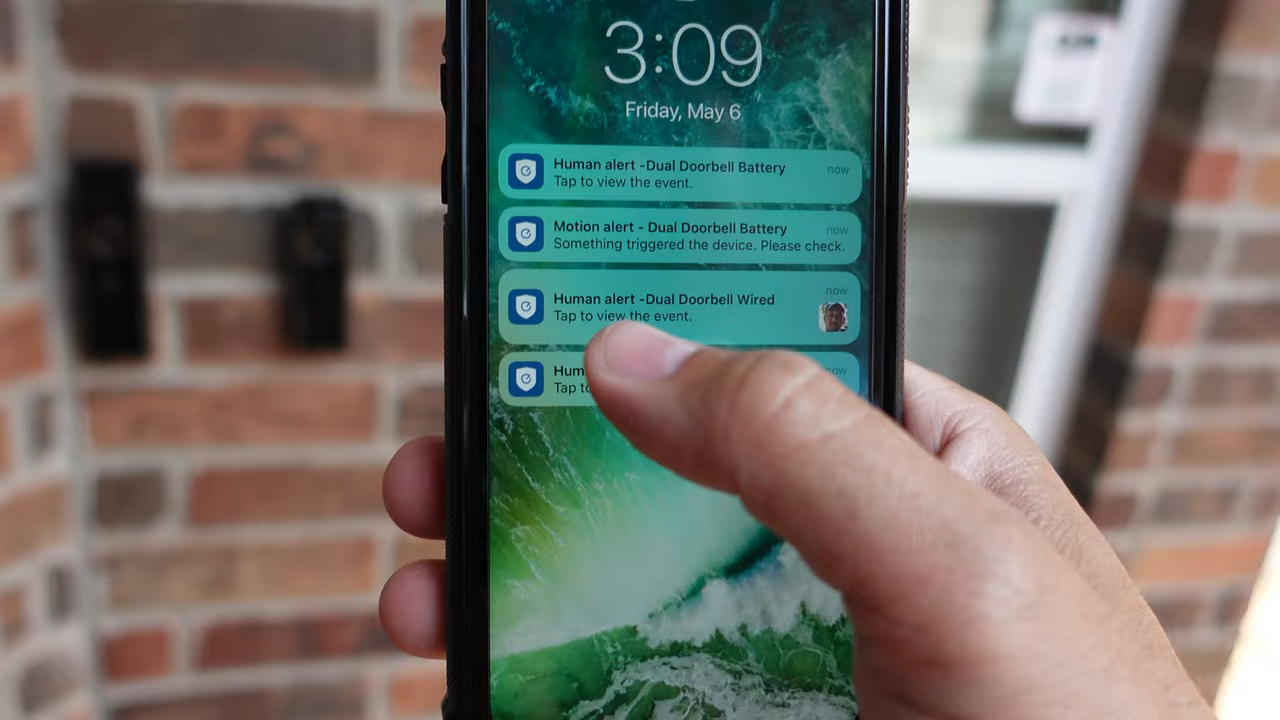 3:09
Friday, May 6
Human alert -Dual Doorbell Battery
now
Tap to view the event.
Motion alert - Dual Doorbell Battery
now
Something triggered the device. Please check.
now
Human alert -Dual Doorbell Wired
Tap to view the event.
Hum
now
Tap to